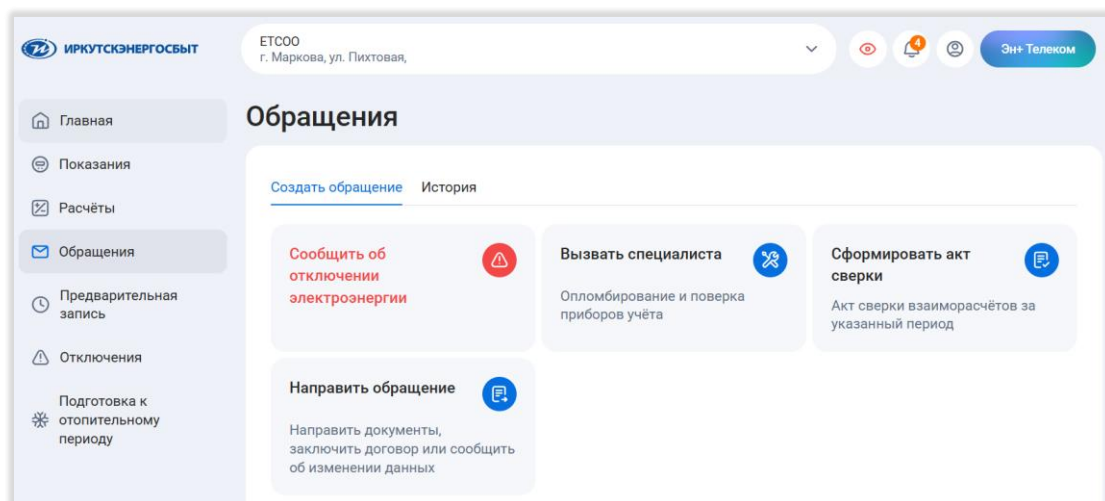 ИРКУТСКЭНЕРГОСБЫТ
ЕТСОО
г. Маркова, ул. Пихтовая,
4
Эн+ Телеком
Главная
Показания
Расчёты
Обращения
Предварительная
запись
Отключения
Подготовка к
отопительному
периоду
Обращения
Создать обращение
История
Сообщить об
отключении
электроэнергии
Вызвать специалиста
Опломбирование и поверка
приборов учёта
Сформировать акт
сверки
Акт сверки взаиморасчётов за
указанный период
Направить обращение
Направить документы,
заключить договор или сообщить
об изменении данных